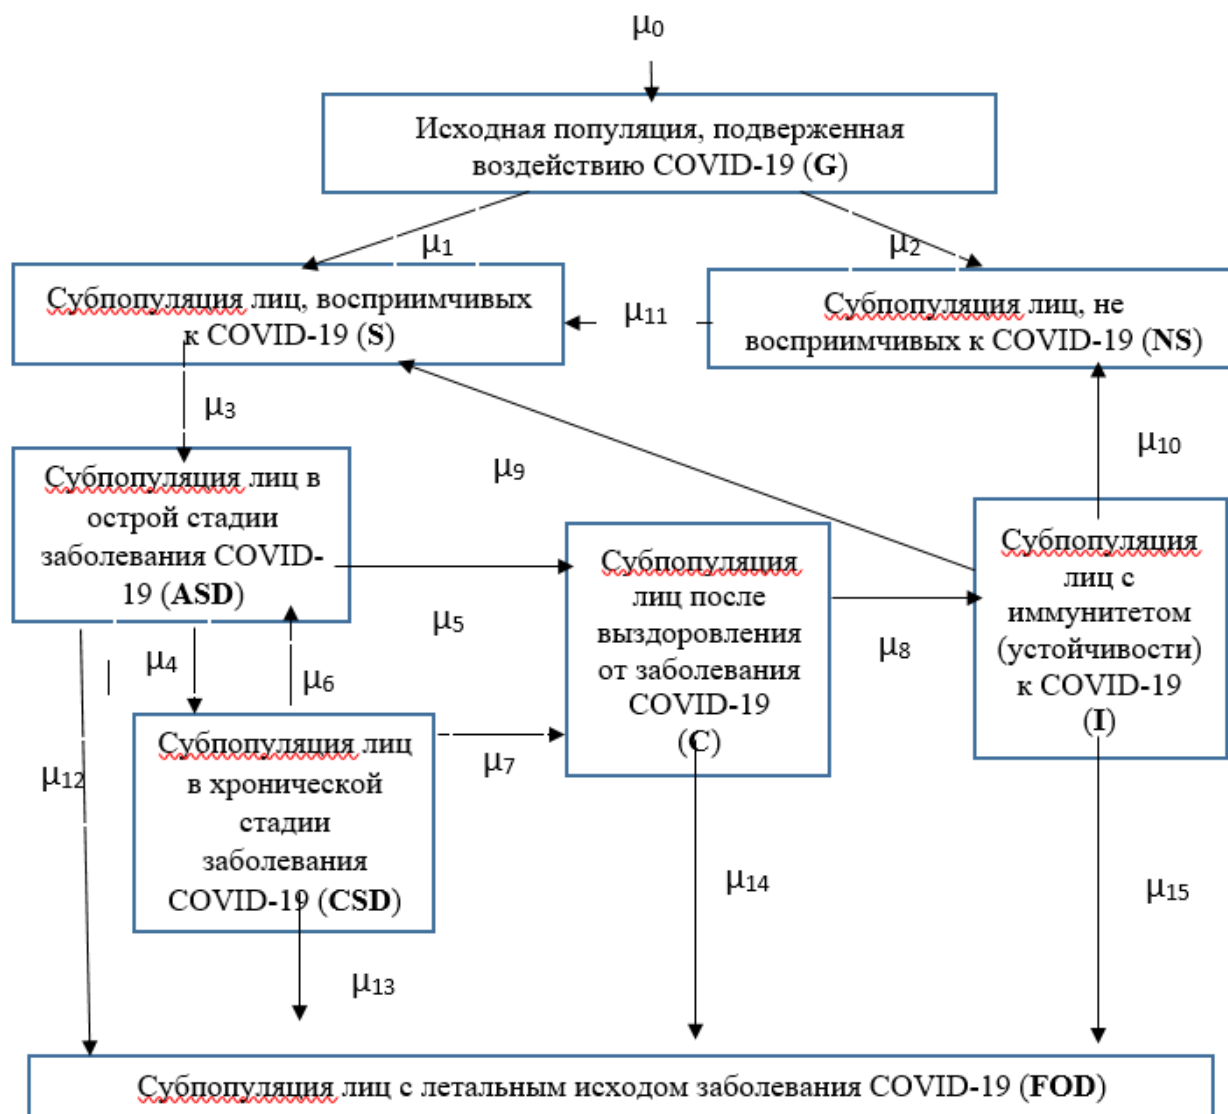 μ0
Исходная популяция, подверженная
воздействию COVID-19 (G)
μ1
μ2
Субпопуляция лиц, восприимчивых
к COVID-19 (S)
μ11
Субпопуляция лиц, не
восприимчивых к COVID-19 (NS)
μ3
μ9
μ10
Субпопуляция лиц в
острой стадии
заболевания COVID-
19 (ASD)
μ5
Субпопуляция
лиц после
выздоровления
от заболевания
COVID-19
(C)
μ8
Субпопуляция
лиц с
иммунитетом
(устойчивости)
к COVID-19
(I)
μ4
μ6
μ7
μ12
Субпопуляция лиц
в хронической
стадии
заболевания
COVID-19 (CSD)
μ13
μ14
μ15
Субпопуляция лиц с летальным исходом заболевания COVID-19 (FOD)